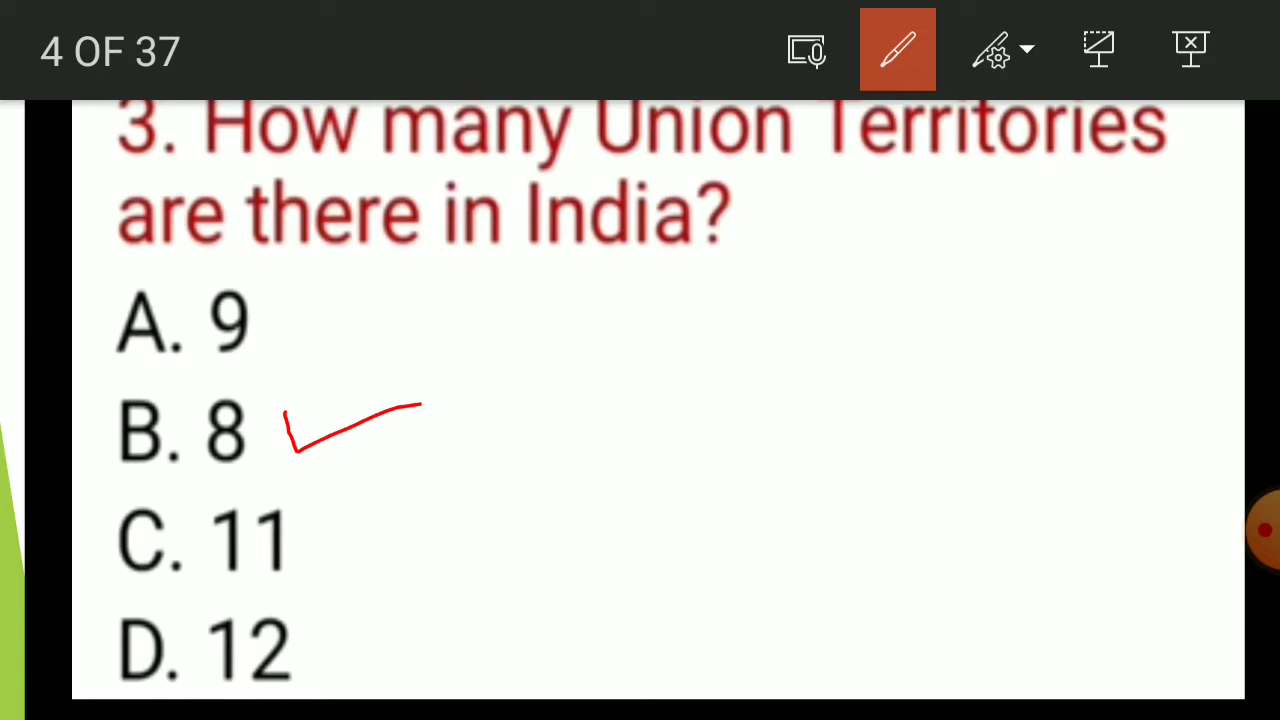 4 OF 37
3. How many Union Territories
are there in India?
A. 9
B. 8
C. 11
D. 12